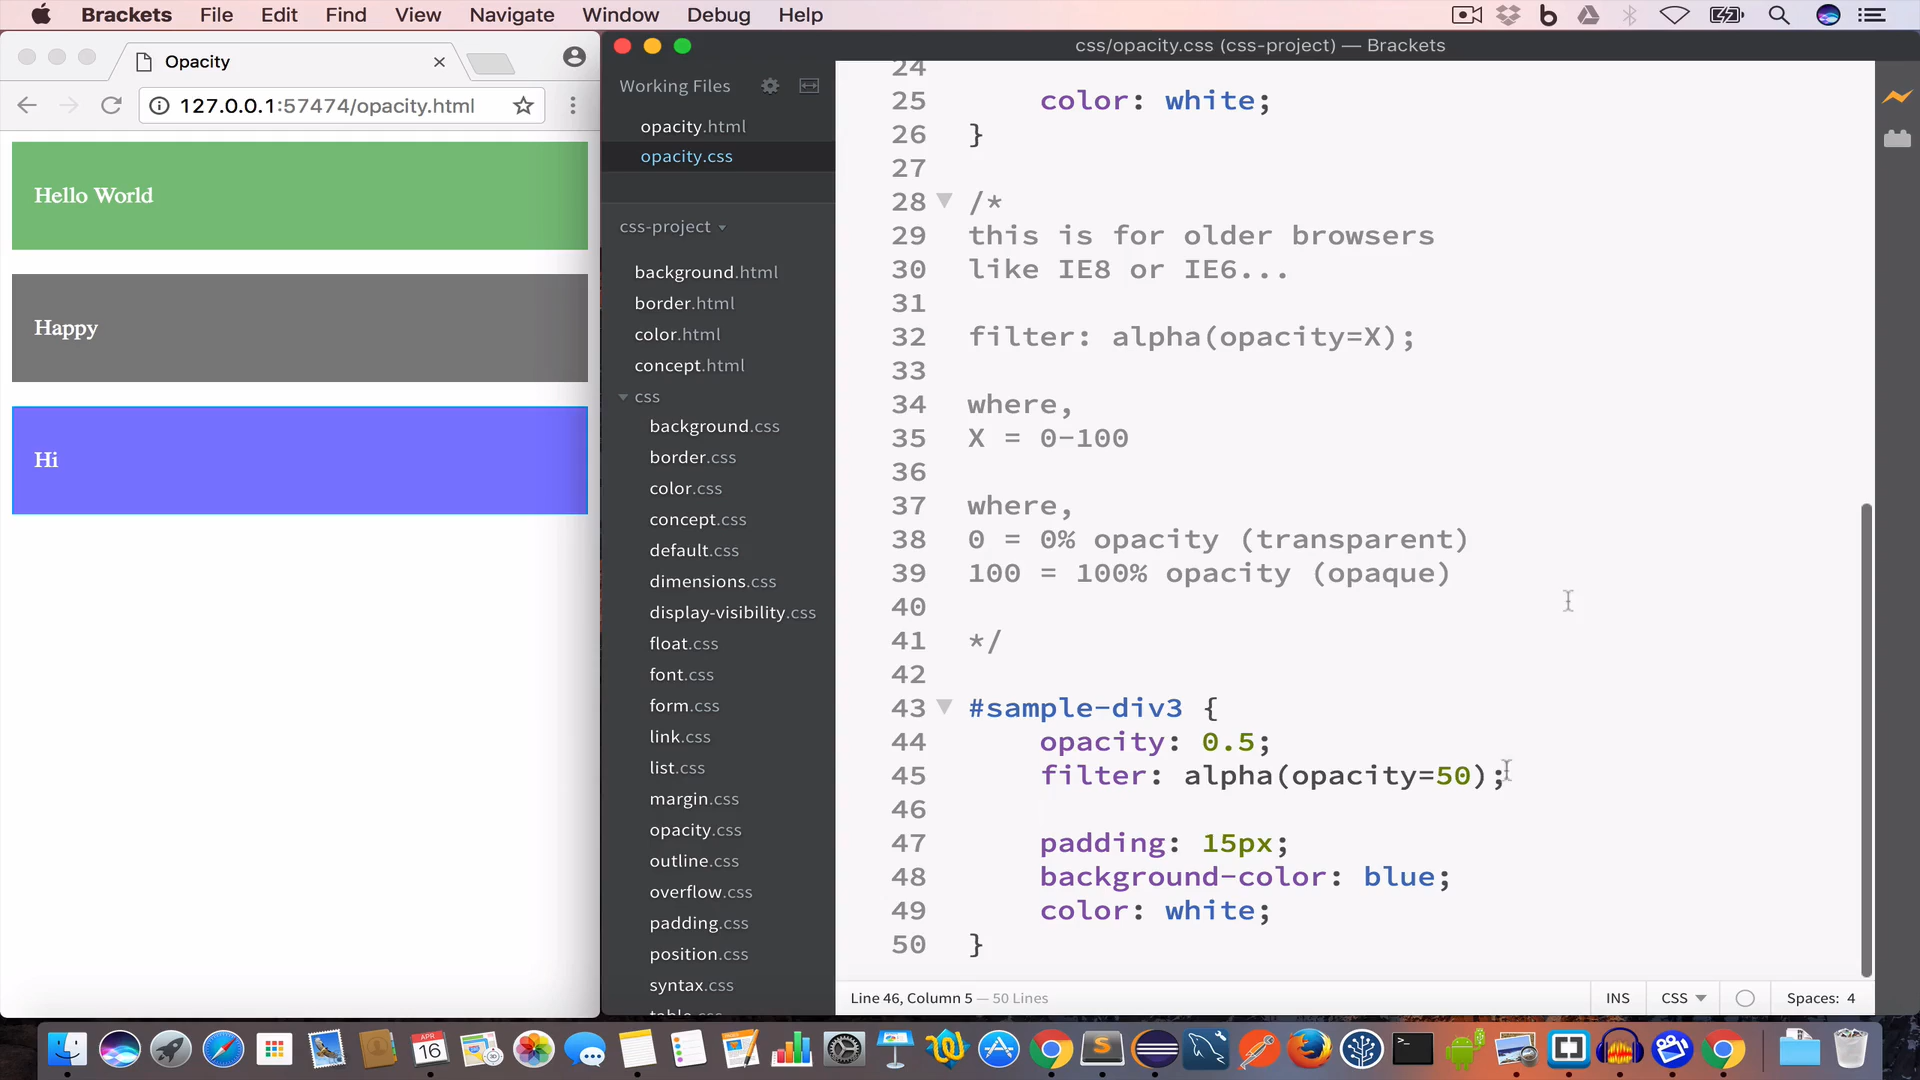 Brackets File Edit Find View Navigate Window Debug Help
Opacity
127.0.0.1:57474/opacity.html
Hello World
Happy
Hi
css/opacity.css (css-project) — Brackets
Working Files
opacity.html
opacity.css
css-project
background.html
border.html
color.html
concept.html
css
background.css
border.css
color.css
concept.css
default.css
dimensions.css
display-visibility.css
float.css
font.css
form.css
link.css
list.css
margin.css
opacity.css
outline.css
overflow.css
padding.css
position.css
syntax.css
table.css
24
25 color: white;
26 }
27
28 /*
29 this is for older browsers
30 like IE8 or IE6...
31
32 filter: alpha(opacity=X);
33
34 where,
35 X = 0-100
36
37 where,
38 0 = 0% opacity (transparent)
39 100 = 100% opacity (opaque)
40
41 */
42
43 #sample-div3 {
44 opacity: 0.5;
45 filter: alpha(opacity=50);
46
47 padding: 15px;
48 background-color: blue;
49 color: white;
50 }
Line 46, Column 5 — 50 Lines
INS CSS Spaces: 4
APR
16